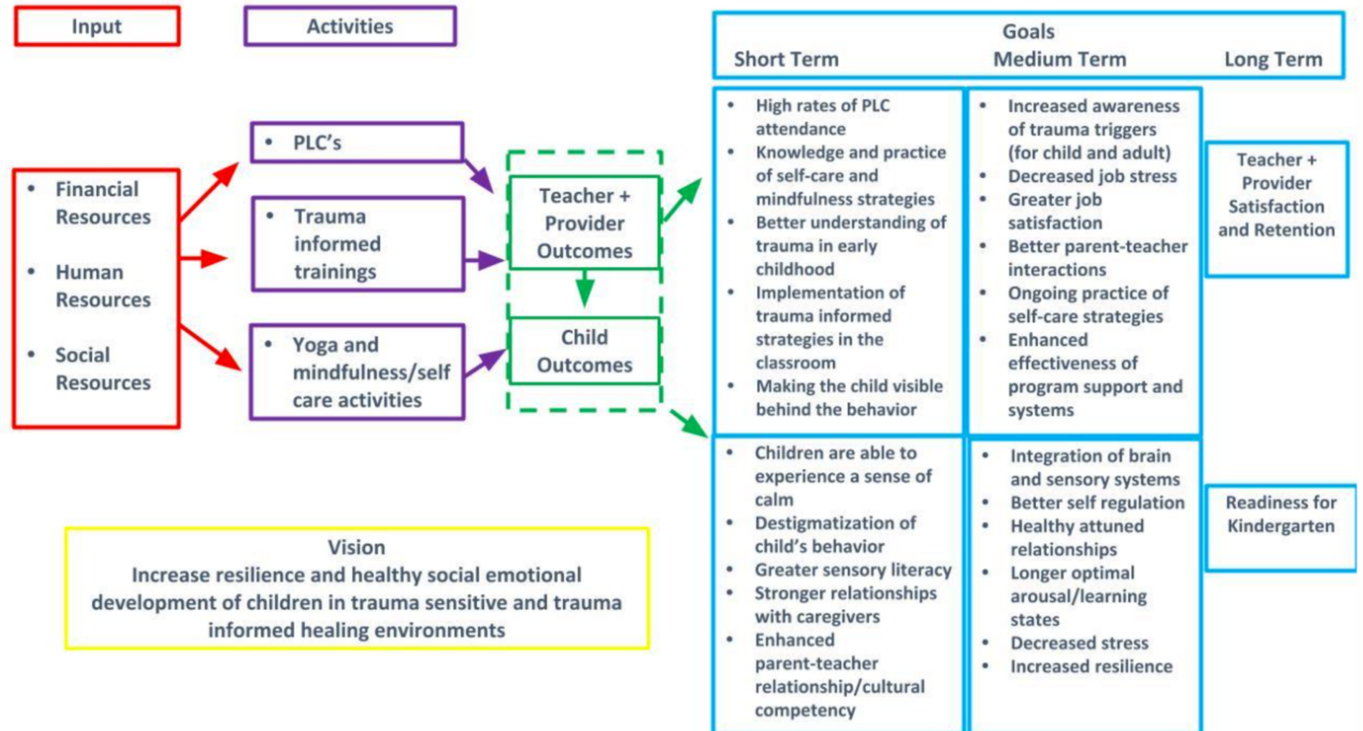 Input
Activities
Goals
Short Term
Medium Term
Long Term
• Financial
Resources
• Human
Resources
• Social
Resources
• PLC's
• Trauma
informed
trainings
• Yoga and
mindfulness/self
care activities
Teacher +
Provider
Outcomes
Child
Outcomes
• High rates of PLC
attendance
• Knowledge and practice
of self-care and
mindfulness strategies
• Better understanding of
trauma in early
childhood
• Implementation of
trauma informed
strategies in the
classroom
• Making the child visible
behind the behavior
• Increased awareness
of trauma triggers
(for child and adult)
• Decreased job stress
• Greater job
satisfaction
• Better parent-teacher
interactions
• Ongoing practice of
self-care strategies
• Enhanced
effectiveness of
program support and
systems
Teacher +
Provider
Satisfaction
and Retention
• Children are able to
experience a sense of
calm
• Destigmatization of
child's behavior
• Greater sensory literacy
• Stronger relationships
with caregivers
• Enhanced
parent-teacher
relationship/cultural
competency
• Integration of brain
and sensory systems
• Better self regulation
• Healthy attuned
relationships
• Longer optimal
arousal/learning
states
• Decreased stress
• Increased resilience
Readiness for
Kindergarten
Vision
Increase resilience and healthy social emotional
development of children in trauma sensitive and trauma
informed healing environments